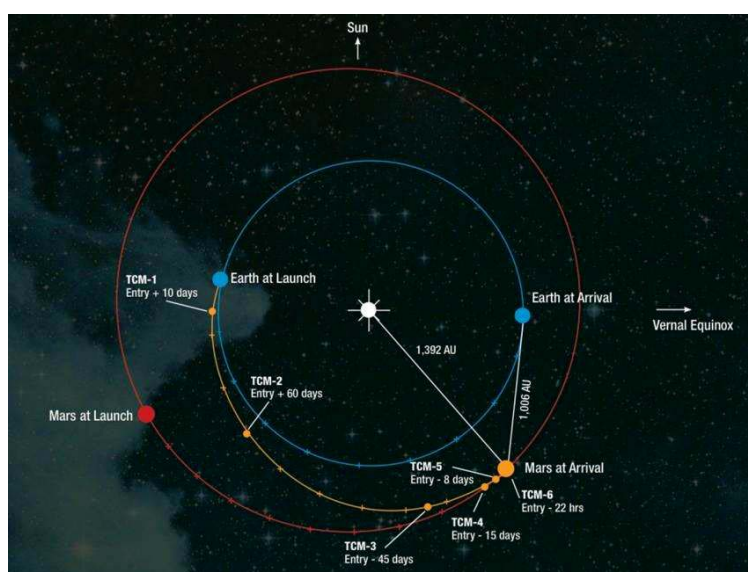 Sun
TCM-1
Entry + 10 days
Earth at Launch
Earth at Arrival
Vernal Equinox
1,392 AU
TCM-2
Entry + 60 days
1,006 AU
Mars at Launch
TCM-5
Entry - 8 days
Mars at Arrival
TCM-6
Entry - 22 hrs
TCM-4
Entry - 15 days
TCM-3
Entry - 45 days